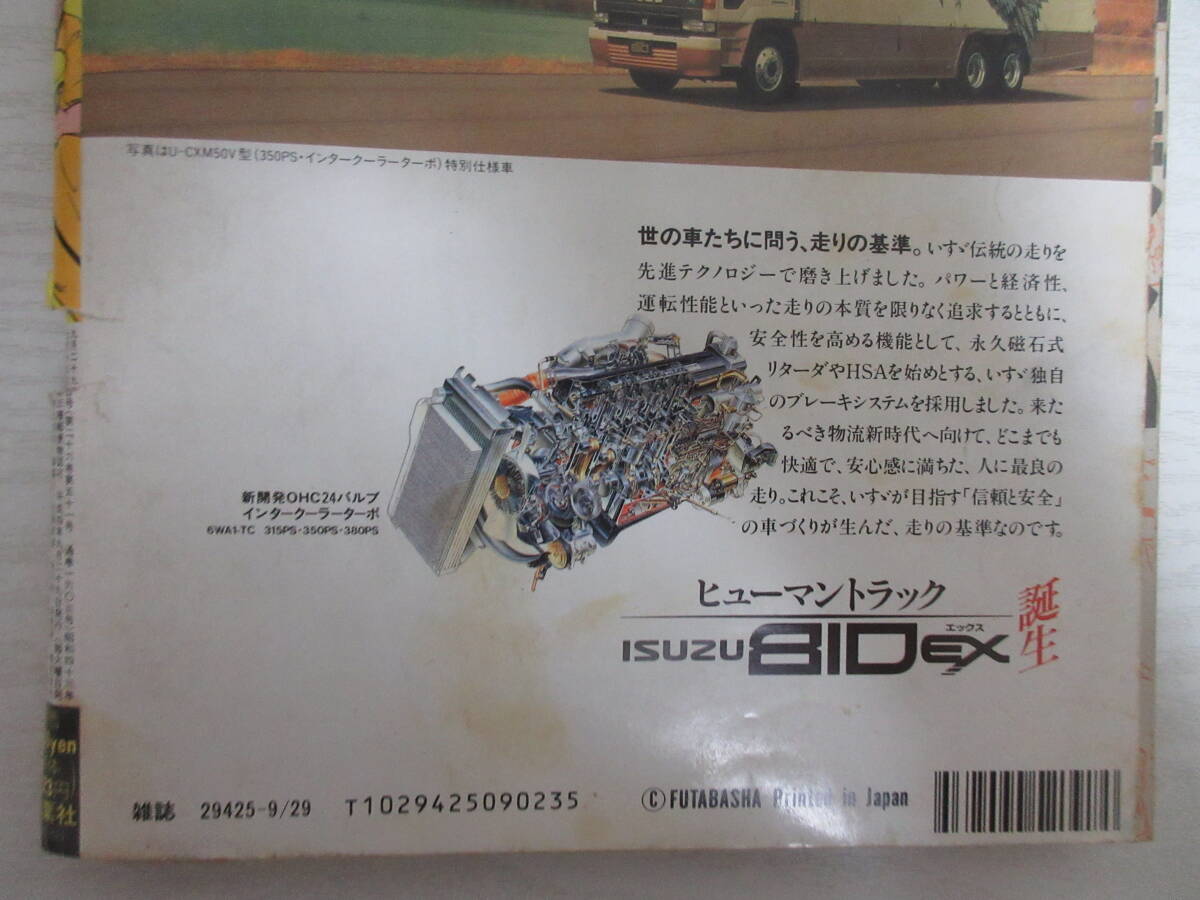 写真はU-CXM50V型(350PS・インタークーラーターボ)特別仕様車
世の車たちに問う、走りの基準。いすゞ伝統の走りを
先進テクノロジーで磨き上げました。パワーと経済性、
運転性能といった走りの本質を限りなく追求するとともに、
安全性を高める機能として、永久磁石式
リターダやHSAを始めとする、いすゞ独自
のブレーキシステムを採用しました。来た
るべき物流新時代へ向けて、どこまでも
快適で、安心感に満ちた、人に最良の
走り。これこそ、いすゞが目指す「信頼と安全」
の車づくりが生んだ、走りの基準なのです。
新開発OHC24バルブ
インタークーラーターボ
6WA1-TC 315PS・350PS・380PS
ヒューマントラック
エックス
ISUZU 810EX
誕生
yen
社
雑誌 29425-9/29 T1029425090235 ©FUTABASHA Printed in Japan